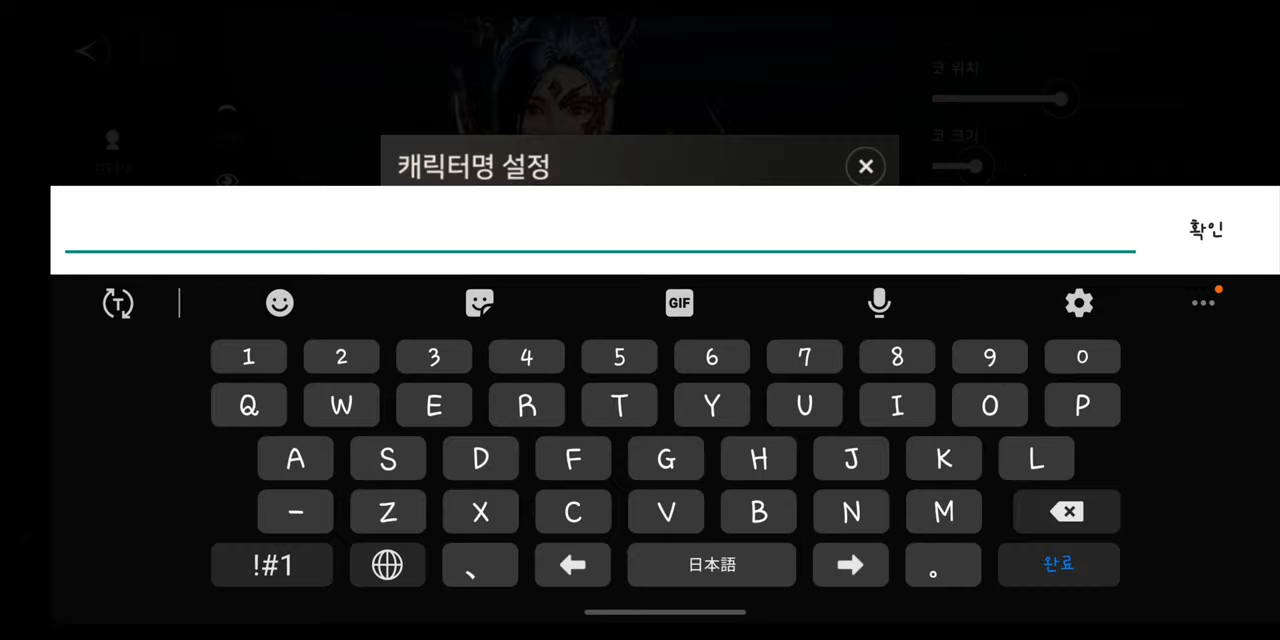 코 위치
코 크기
캐릭터명 설정
확인
GIF
1 2 3 4 5 6 7 8 9 0
Q W E R T Y U I O P
A S D F G H J K L
- Z X C V B N M
!#1 、 日本語 。 완료